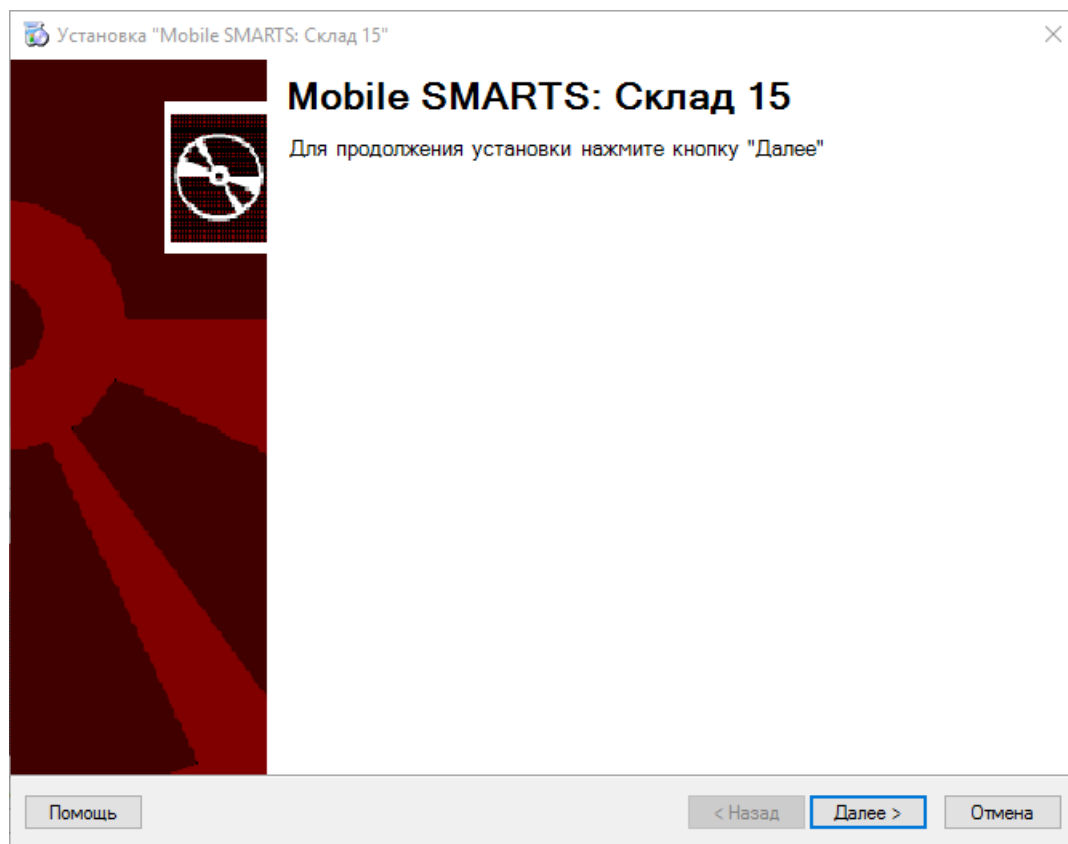 Установка "Mobile SMARTS: Склад 15"
Mobile SMARTS: Склад 15
Для продолжения установки нажмите кнопку "Далее"
Помощь
< Назад
Далее >
Отмена